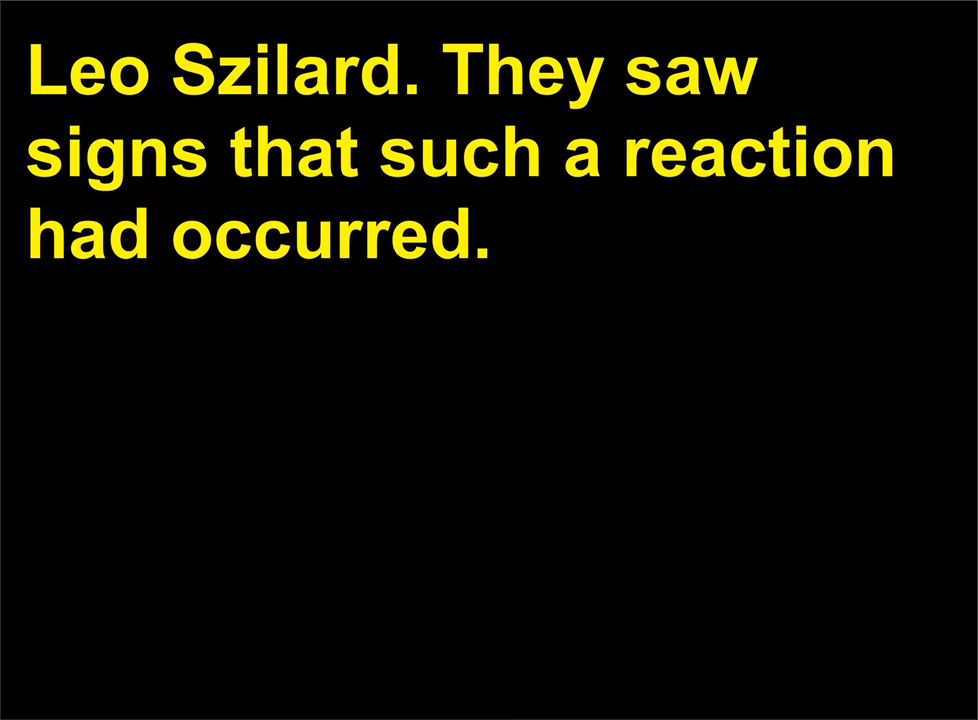 Leo Szilard. They saw
signs that such a reaction
had occurred.